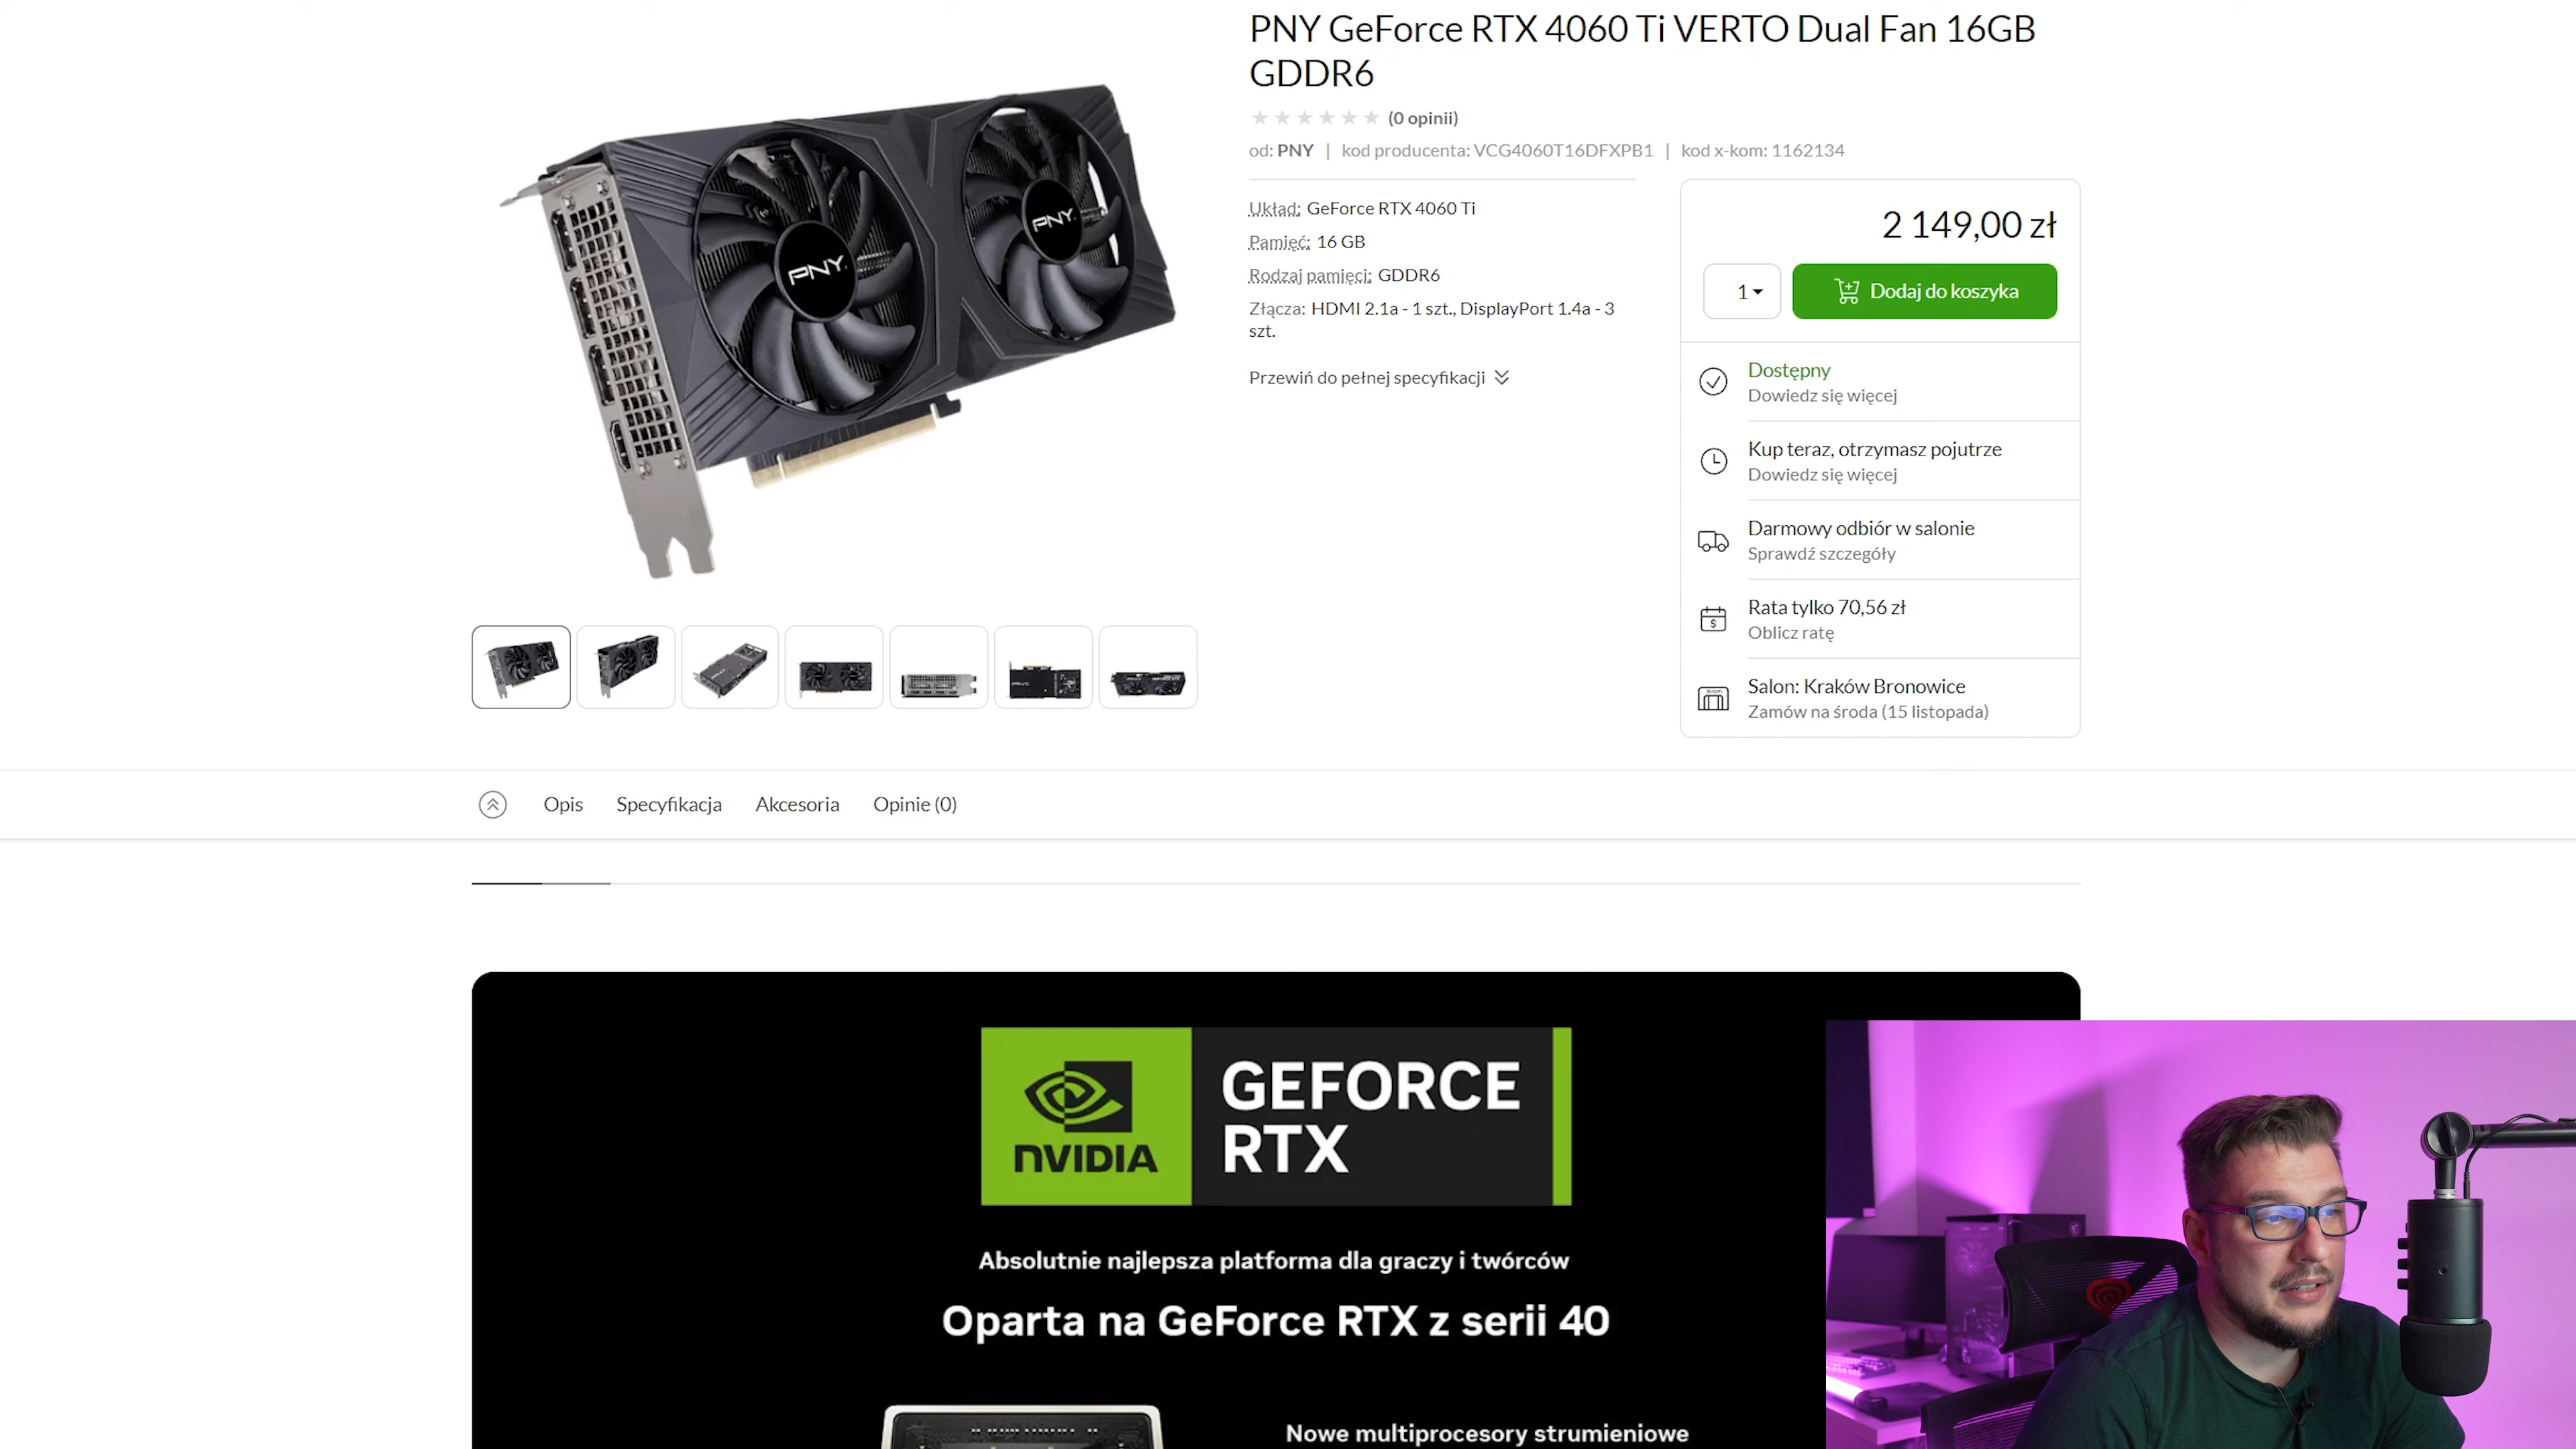 PNY GeForce RTX 4060 Ti VERTO Dual Fan 16GB
GDDR6
(0 opinii)
od: PNY | kod producenta: VCG4060T16DFXPB1 | kod x-kom: 1162134
Układ: GeForce RTX 4060 Ti
Pamięć: 16 GB
Rodzaj pamięci: GDDR6
Złącza: HDMI 2.1a - 1 szt., DisplayPort 1.4a - 3
szt.
Przewiń do pełnej specyfikacji
2 149,00 zł
1
Dodaj do koszyka
Dostępny
Dowiedz się więcej
Kup teraz, otrzymasz pojutrze
Dowiedz się więcej
Darmowy odbiór w salonie
Sprawdź szczegóły
Rata tylko 70,56 zł
Oblicz ratę
Salon: Kraków Bronowice
Zamów na środa (15 listopada)
PNY
PNY
Opis Specyfikacja Akcesoria Opinie (0)
NVIDIA
GEFORCE
RTX
Absolutnie najlepsza platforma dla graczy i twórców
Oparta na GeForce RTX z serii 40
Nowe multiprocesory strumieniowe